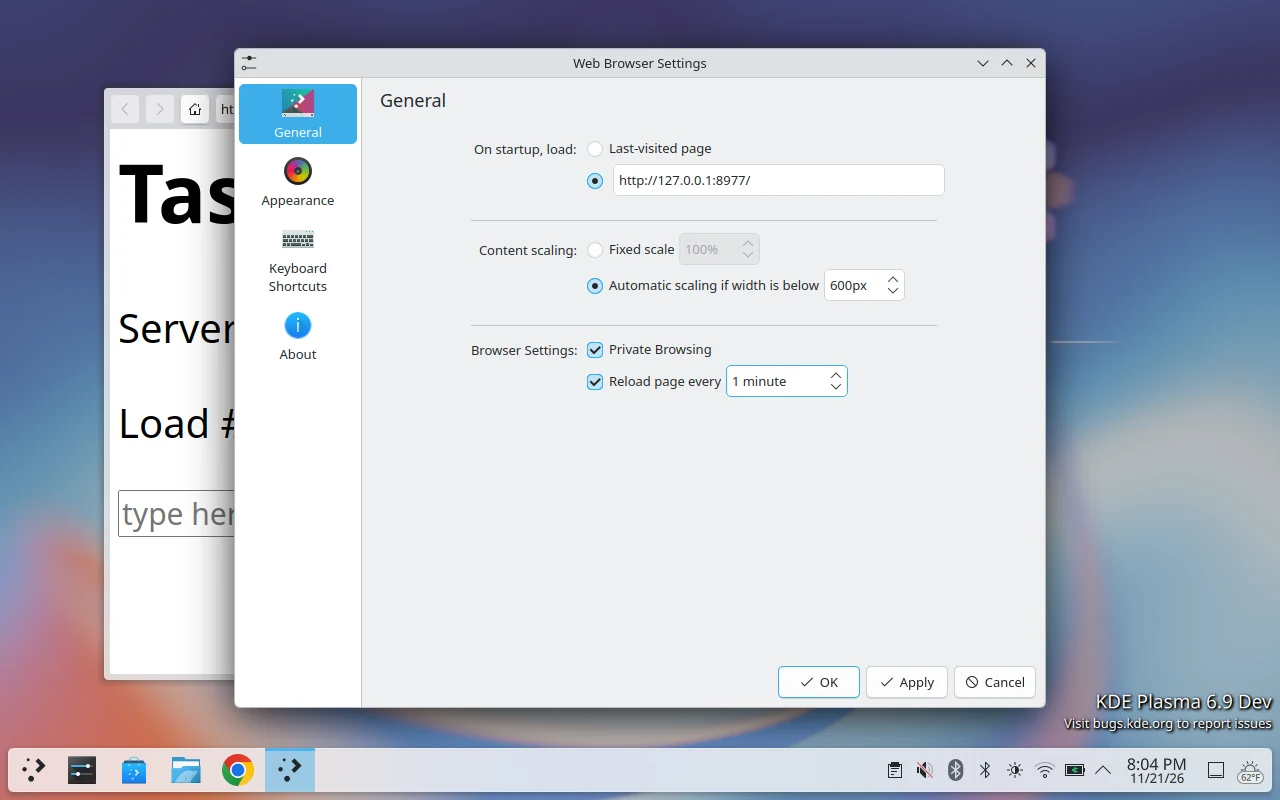 Web Browser Settings
General
Appearance
Keyboard
Shortcuts
About
General
On startup, load:
Last-visited page
http://127.0.0.1:8977/
Content scaling:
Fixed scale
100%
Automatic scaling if width is below
600px
Browser Settings:
Private Browsing
Reload page every
1 minute
OK
Apply
Cancel
ht
Tas
Server
Load #
type her
KDE Plasma 6.9 Dev
Visit bugs.kde.org to report issues
8:04 PM
11/21/26
62°F